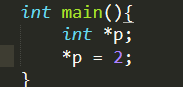 int main(){
    int *p;
    *p = 2;
}